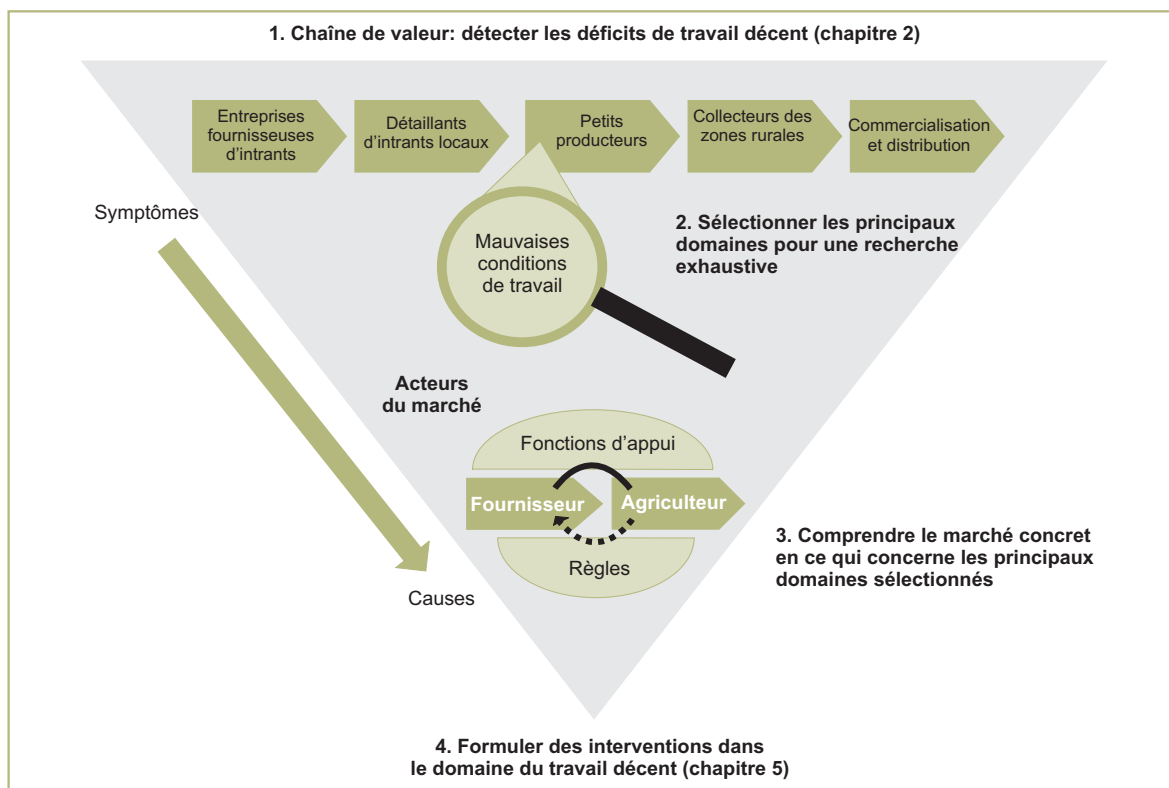 1. Chaîne de valeur: détecter les déficits de travail décent (chapitre 2)
Entreprises
fournisseuses
d'intrants
Détaillants
d'intrants locaux
Petits
producteurs
Collecteurs des
zones rurales
Commercialisation
et distribution
Symptômes
Mauvaises
conditions
de travail
2. Sélectionner les principaux
domaines pour une recherche
exhaustive
Acteurs
du marché
Fonctions d'appui
Fournisseur
Agriculteur
Règles
3. Comprendre le marché concret
en ce qui concerne les principaux
domaines sélectionnés
Causes
4. Formuler des interventions dans
le domaine du travail décent (chapitre 5)